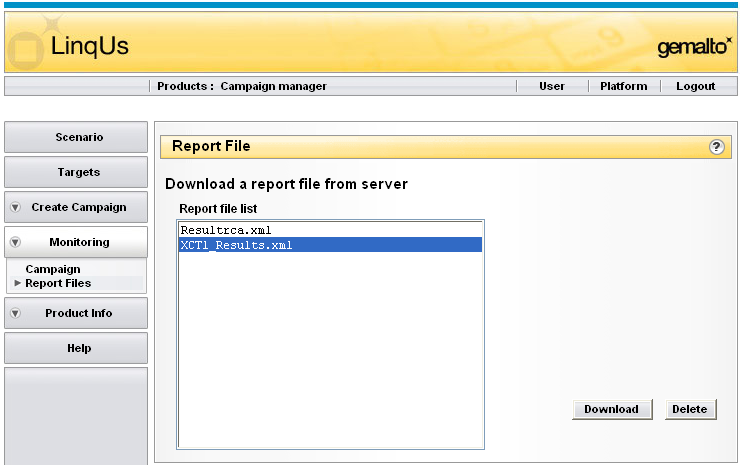 LinqUs
gemalto
Products : Campaign manager
User
Platform
Logout
Scenario
Targets
Create Campaign
Monitoring
Campaign
Report Files
Product Info
Help
Report File
?
Download a report file from server
Report file list
Resultrca.xml
XCT1_Results.xml
Download
Delete